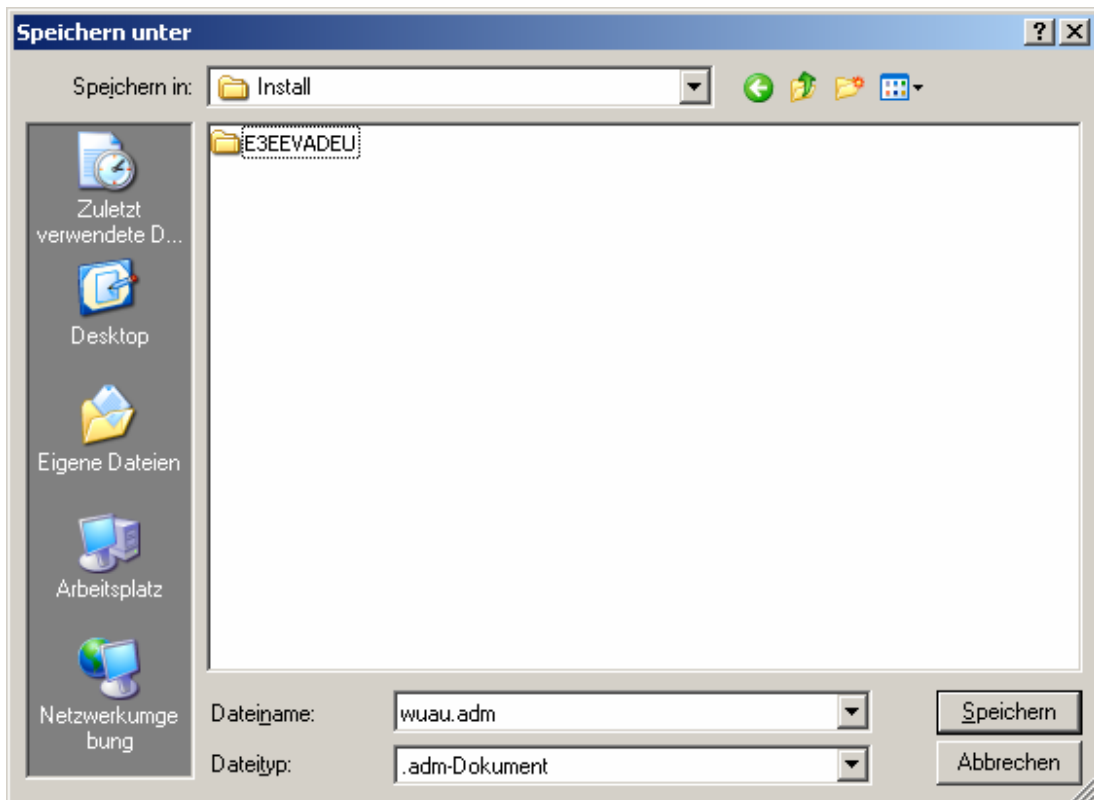 Speichern unter
Speichern in:
Install
E3EEVADEU
Zuletzt
verwendete D...
Desktop
Eigene Dateien
Arbeitsplatz
Netzwerkumge
bung
Dateiname:
wuau.adm
Speichern
Dateityp:
.adm-Dokument
Abbrechen